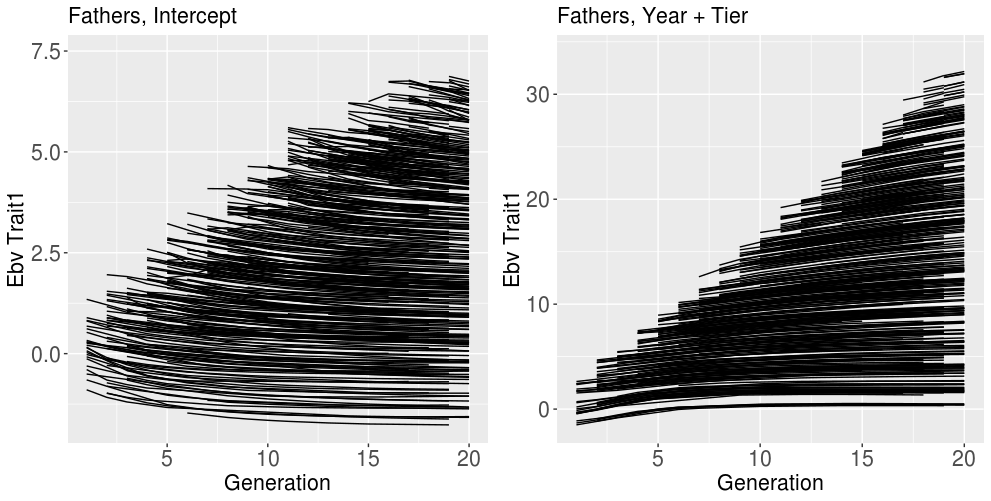 Fathers, Intercept
7.5
5.0
2.5
0.0
Ebv Trait1
5
10
15
20
Generation
Fathers, Year + Tier
30
20
10
0
Ebv Trait1
5
10
15
20
Generation